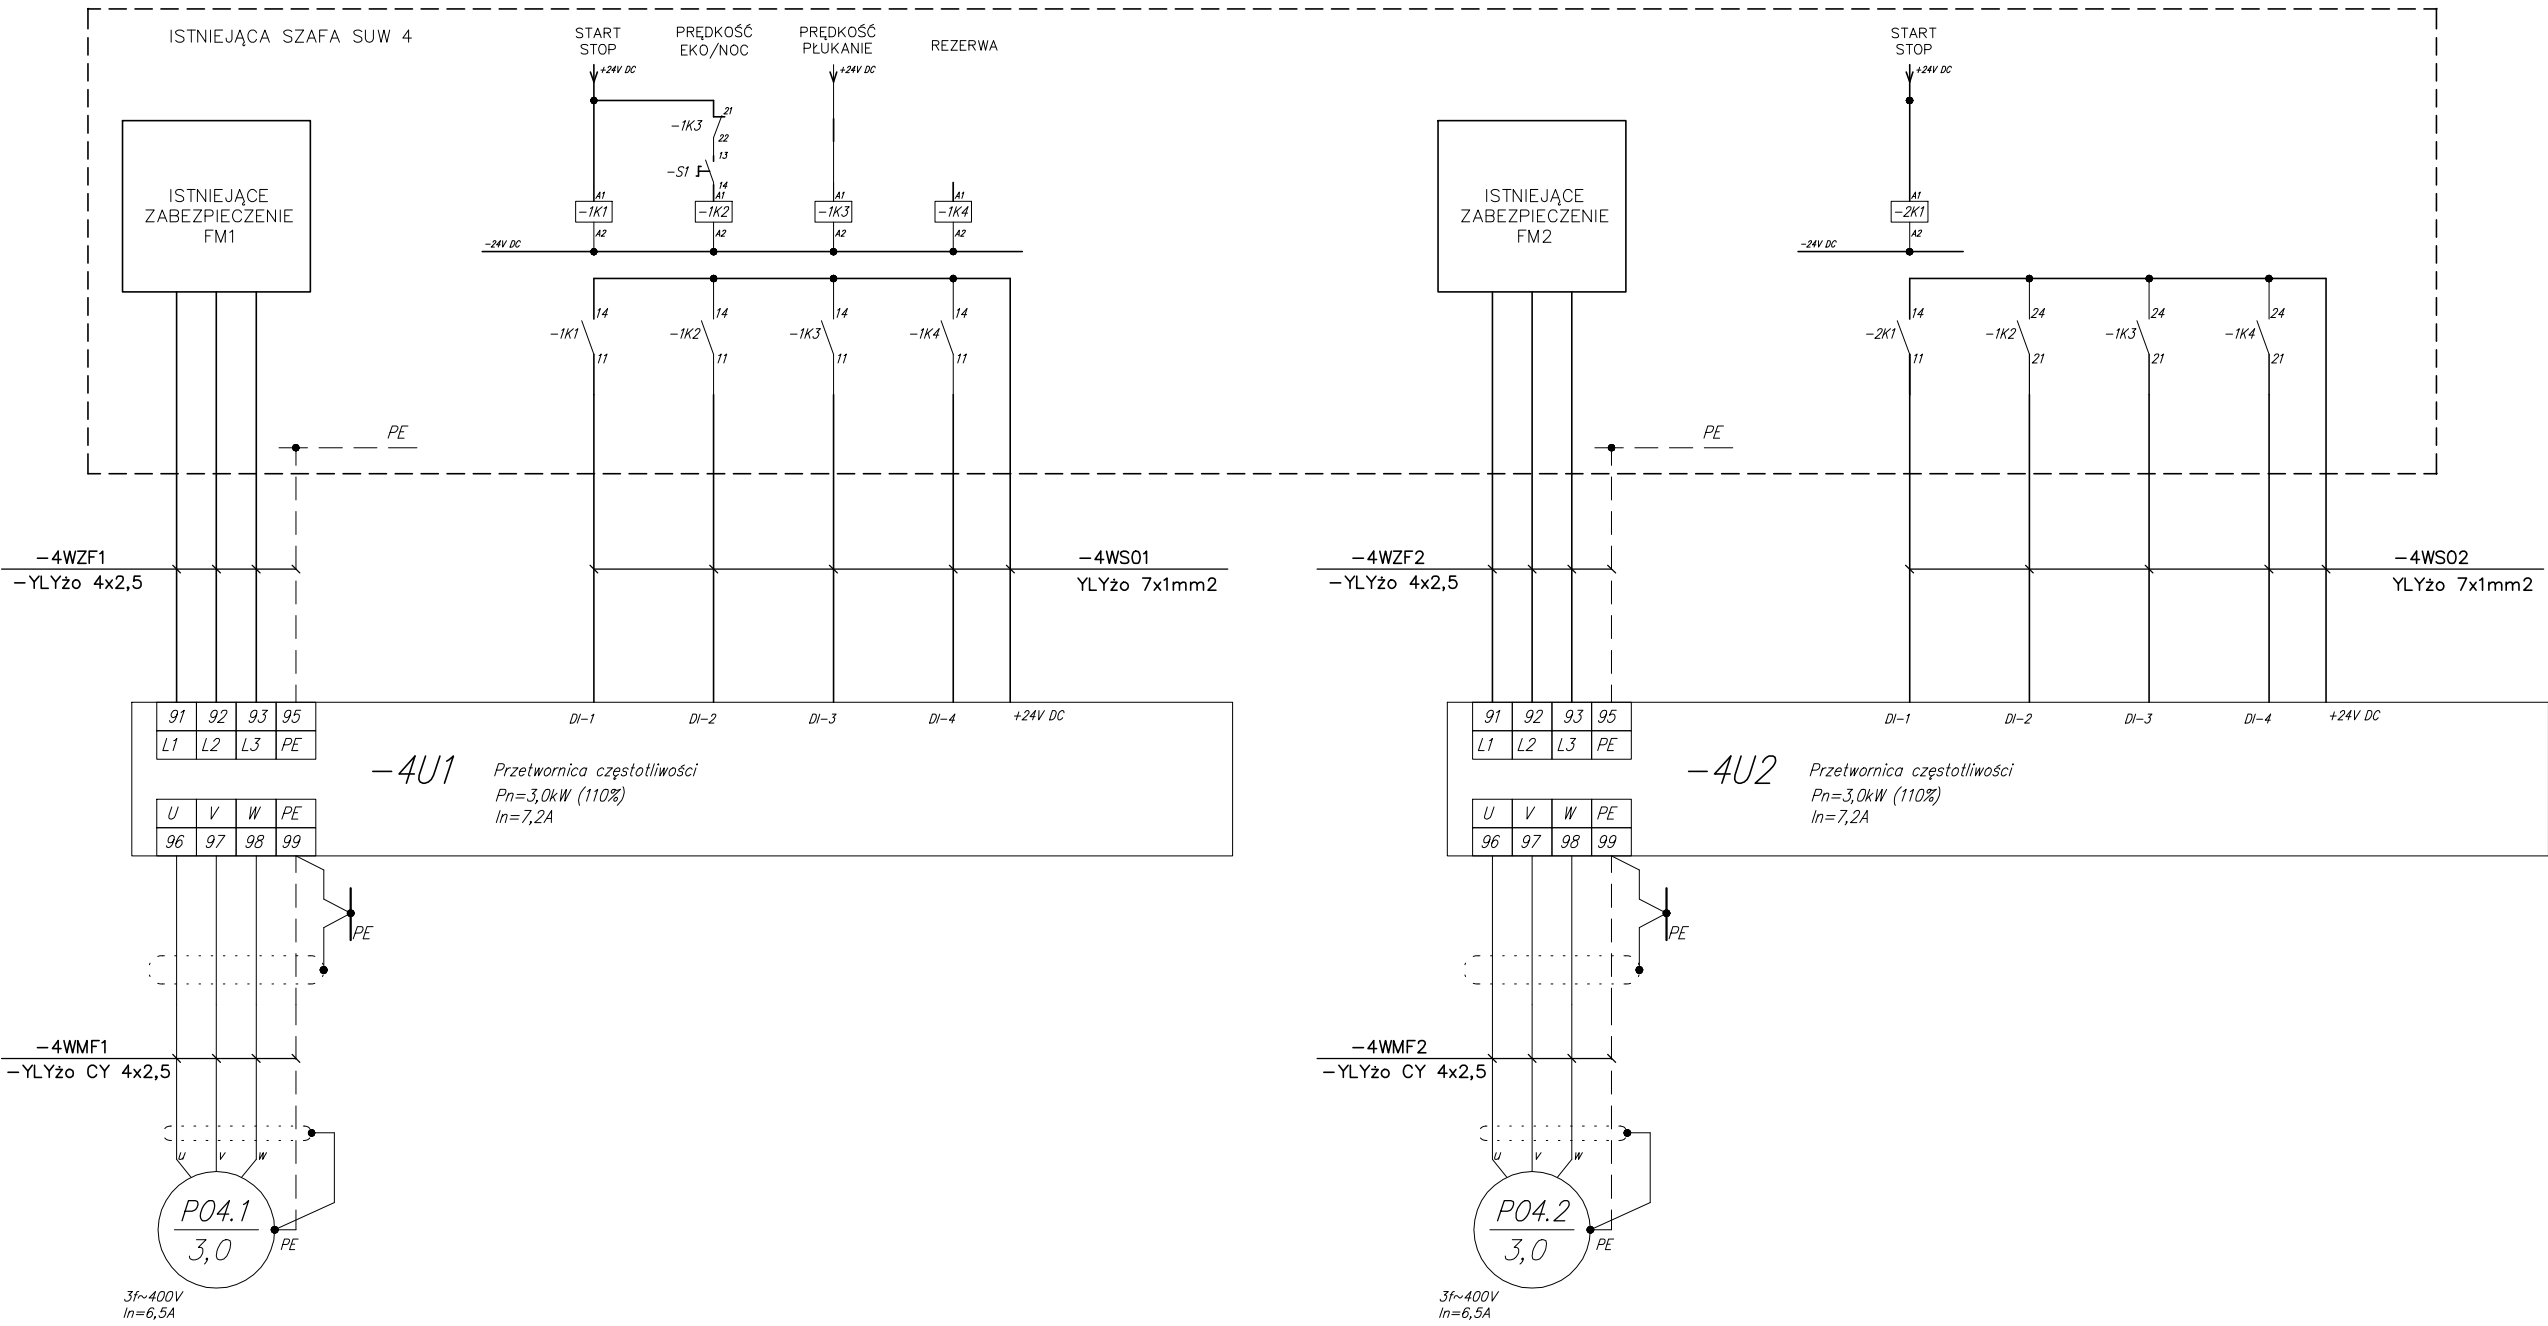 ISTNIEJĄCA SZAFA SUW 4
START
STOP
PRĘDKOŚĆ
EKO/NOC
PRĘDKOŚĆ
PŁUKANIE
REZERWA
+24V DC
+24V DC
21
-1K3
22
13
-S1
14
A1
A1
A1
A1
-1K1
-1K2
-1K3
-1K4
A2
A2
A2
A2
-24V DC
ISTNIEJĄCE
ZABEZPIECZENIE
FM1
14
14
14
14
-1K1
-1K2
-1K3
-1K4
11
11
11
11
PE
-4WZF1
-YLYżo 4x2,5
-4WS01
YLYżo 7x1mm2
91
92
93
95
L1
L2
L3
PE
DI-1
DI-2
DI-3
DI-4
+24V DC
-4U1
Przetwornica częstotliwości
Pn=3,0kW (110%)
In=7,2A
U
V
W
PE
96
97
98
99
PE
-4WMF1
-YLYżo CY 4x2,5
U
V
W
P04.1
3,0
PE
3f~400V
In=6,5A
START
STOP
+24V DC
A1
-2K1
A2
-24V DC
ISTNIEJĄCE
ZABEZPIECZENIE
FM2
14
24
24
24
-2K1
-1K2
-1K3
-1K4
11
21
21
21
PE
-4WZF2
-YLYżo 4x2,5
-4WS02
YLYżo 7x1mm2
91
92
93
95
L1
L2
L3
PE
DI-1
DI-2
DI-3
DI-4
+24V DC
-4U2
Przetwornica częstotliwości
Pn=3,0kW (110%)
In=7,2A
U
V
W
PE
96
97
98
99
PE
-4WMF2
-YLYżo CY 4x2,5
U
V
W
P04.2
3,0
PE
3f~400V
In=6,5A